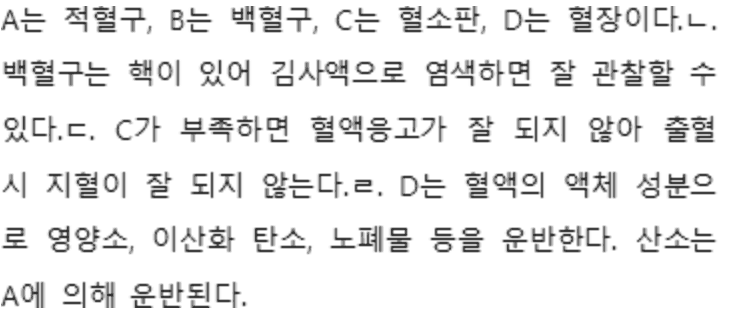 A는 적혈구, B는 백혈구, C는 혈소판, D는 혈장이다.ㄴ.
백혈구는 핵이 있어 김사액으로 염색하면 잘 관찰할 수
있다.ㄷ. C가 부족하면 혈액응고가 잘 되지 않아 출혈
시 지혈이 잘 되지 않는다.ㄹ. D는 혈액의 액체 성분으
로 영양소, 이산화 탄소, 노폐물 등을 운반한다. 산소는
A에 의해 운반된다.